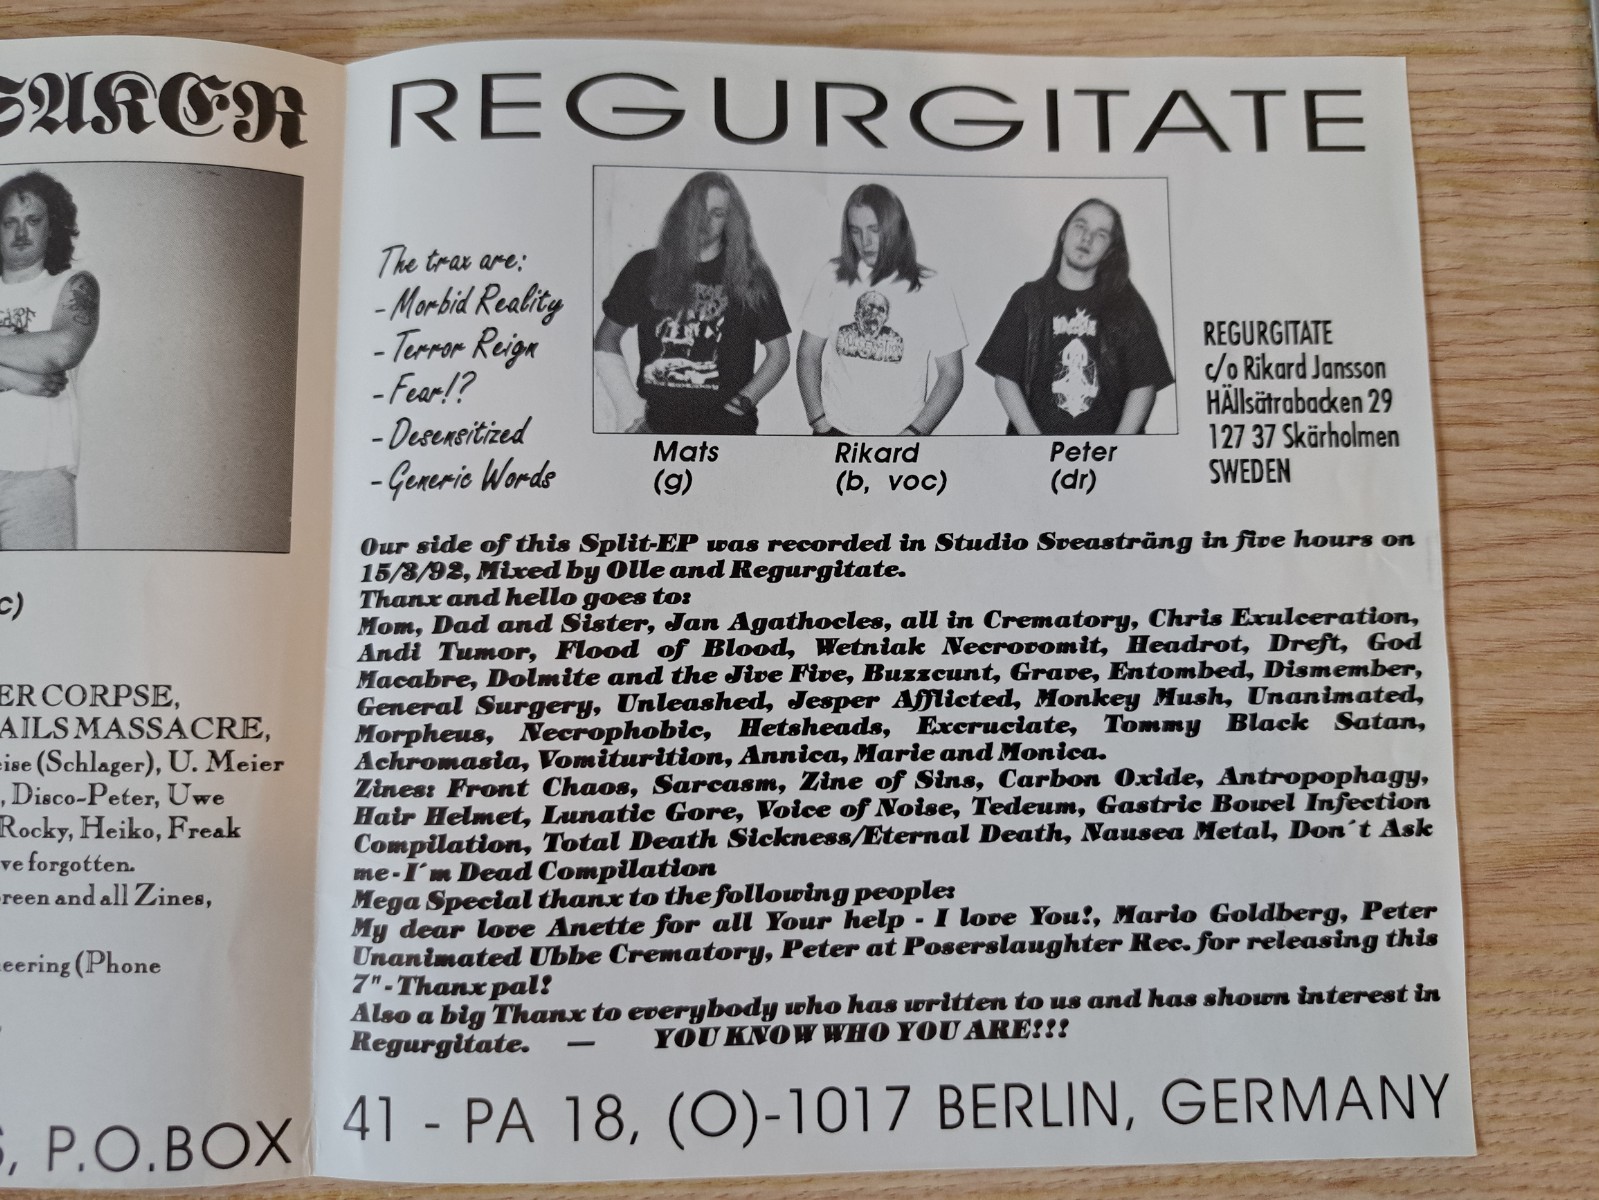 SAKER
c)
ER CORPSE,
AILS MASSACRE,
eise (Schlager), U. Meier
, Disco-Peter, Uwe
Rocky, Heiko, Freak
ve forgotten.
reen and all Zines,
eering (Phone
, P.O.BOX
REGURGITATE
The trax are:
- Morbid Reality
- Terror Reign
- Fear!?
- Desensitized
- Generic Words
Mats
(g)
Rikard
(b, voc)
Peter
(dr)
REGURGITATE
c/o Rikard Jansson
HÄllsätrabacken 29
127 37 Skärholmen
SWEDEN
Our side of this Split-EP was recorded in Studio Sveasträng in five hours on
15/3/92, Mixed by Olle and Regurgitate.
Thanx and hello goes to:
Mom, Dad and Sister, Jan Agathocles, all in Crematory, Chris Exulceration,
Andi Tumor, Flood of Blood, Wetniak Necrovomit, Headrot, Dreft, God
Macabre, Dolmite and the Jive Five, Buzzcunt, Grave, Entombed, Dismember,
General Surgery, Unleashed, Jesper Afflicted, Monkey Mush, Unanimated,
Morpheus, Necrophobic, Hetsheads, Excruciate, Tommy Black Satan,
Achromasia, Vomiturition, Annica, Marie and Monica.
Zines: Front Chaos, Sarcasm, Zine of Sins, Carbon Oxide, Antropophagy,
Hair Helmet, Lunatic Gore, Voice of Noise, Tedeum, Gastric Bowel Infection
Compilation, Total Death Sickness/Eternal Death, Nausea Metal, Don´t Ask
me-I´m Dead Compilation
Mega Special thanx to the following people:
My dear love Anette for all Your help - I love You!, Mario Goldberg, Peter
Unanimated Ubbe Crematory, Peter at Poserslaughter Rec. for releasing this
7"-Thanx pal!
Also a big Thanx to everybody who has written to us and has shown interest in
Regurgitate. — YOU KNOW WHO YOU ARE!!!
41 - PA 18, (O)-1017 BERLIN, GERMANY